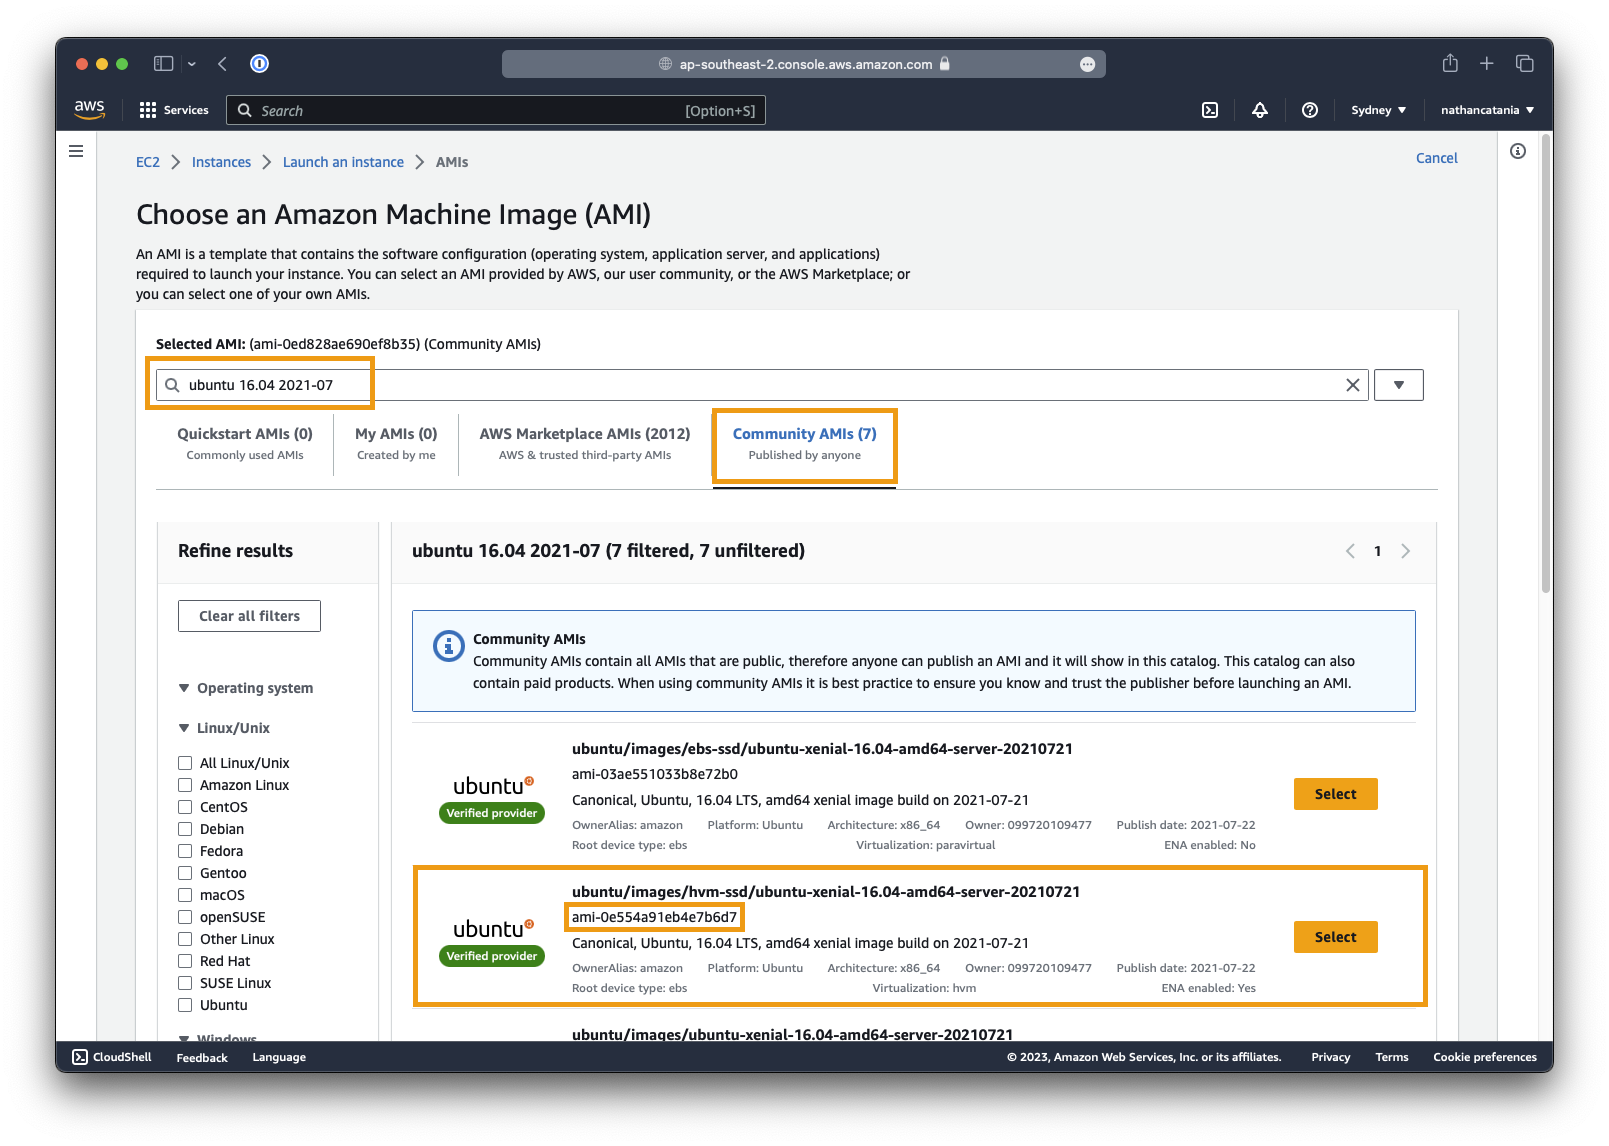 ap-southeast-2.console.aws.amazon.com
aws Services Search [Option+S] Sydney nathancatania
EC2 Instances Launch an instance AMIs Cancel
Choose an Amazon Machine Image (AMI)
An AMI is a template that contains the software configuration (operating system, application server, and applications)
required to launch your instance. You can select an AMI provided by AWS, our user community, or the AWS Marketplace; or
you can select one of your own AMIs.
Selected AMI: (ami-0ed828ae690ef8b35) (Community AMIs)
ubuntu 16.04 2021-07
Quickstart AMIs (0) My AMIs (0) AWS Marketplace AMIs (2012) Community AMIs (7)
Commonly used AMIs Created by me AWS & trusted third-party AMIs Published by anyone
Refine results
Clear all filters
Operating system
Linux/Unix
All Linux/Unix
Amazon Linux
CentOS
Debian
Fedora
Gentoo
macOS
openSUSE
Other Linux
Red Hat
SUSE Linux
Ubuntu
Windows
ubuntu 16.04 2021-07 (7 filtered, 7 unfiltered) 1
Community AMIs
Community AMIs contain all AMIs that are public, therefore anyone can publish an AMI and it will show in this catalog. This catalog can also
contain paid products. When using community AMIs it is best practice to ensure you know and trust the publisher before launching an AMI.
ubuntu
Verified provider
ubuntu/images/ebs-ssd/ubuntu-xenial-16.04-amd64-server-20210721
ami-03ae551033b8e72b0
Canonical, Ubuntu, 16.04 LTS, amd64 xenial image build on 2021-07-21
OwnerAlias: amazon Platform: Ubuntu Architecture: x86_64 Owner: 099720109477 Publish date: 2021-07-22
Root device type: ebs Virtualization: paravirtual ENA enabled: No
Select
ubuntu
Verified provider
ubuntu/images/hvm-ssd/ubuntu-xenial-16.04-amd64-server-20210721
ami-0e554a91eb4e7b6d7
Canonical, Ubuntu, 16.04 LTS, amd64 xenial image build on 2021-07-21
OwnerAlias: amazon Platform: Ubuntu Architecture: x86_64 Owner: 099720109477 Publish date: 2021-07-22
Root device type: ebs Virtualization: hvm ENA enabled: Yes
Select
ubuntu/images/ubuntu-xenial-16.04-amd64-server-20210721
CloudShell Feedback Language © 2023, Amazon Web Services, Inc. or its affiliates. Privacy Terms Cookie preferences